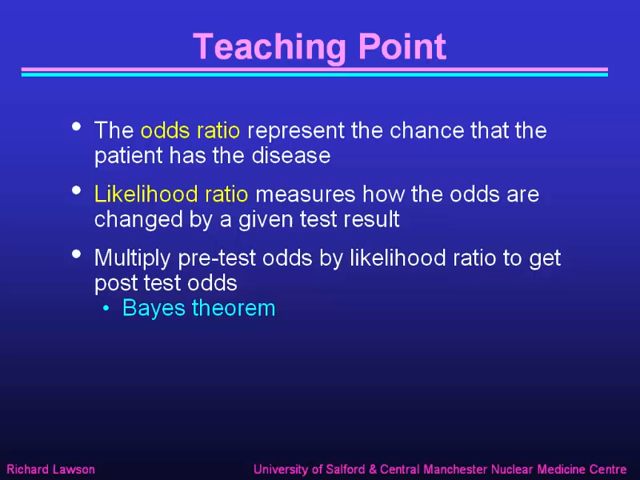 Teaching Point
• The odds ratio represent the chance that the
patient has the disease
• Likelihood ratio measures how the odds are
changed by a given test result
• Multiply pre-test odds by likelihood ratio to get
post test odds
• Bayes theorem
Richard Lawson
University of Salford & Central Manchester Nuclear Medicine Centre